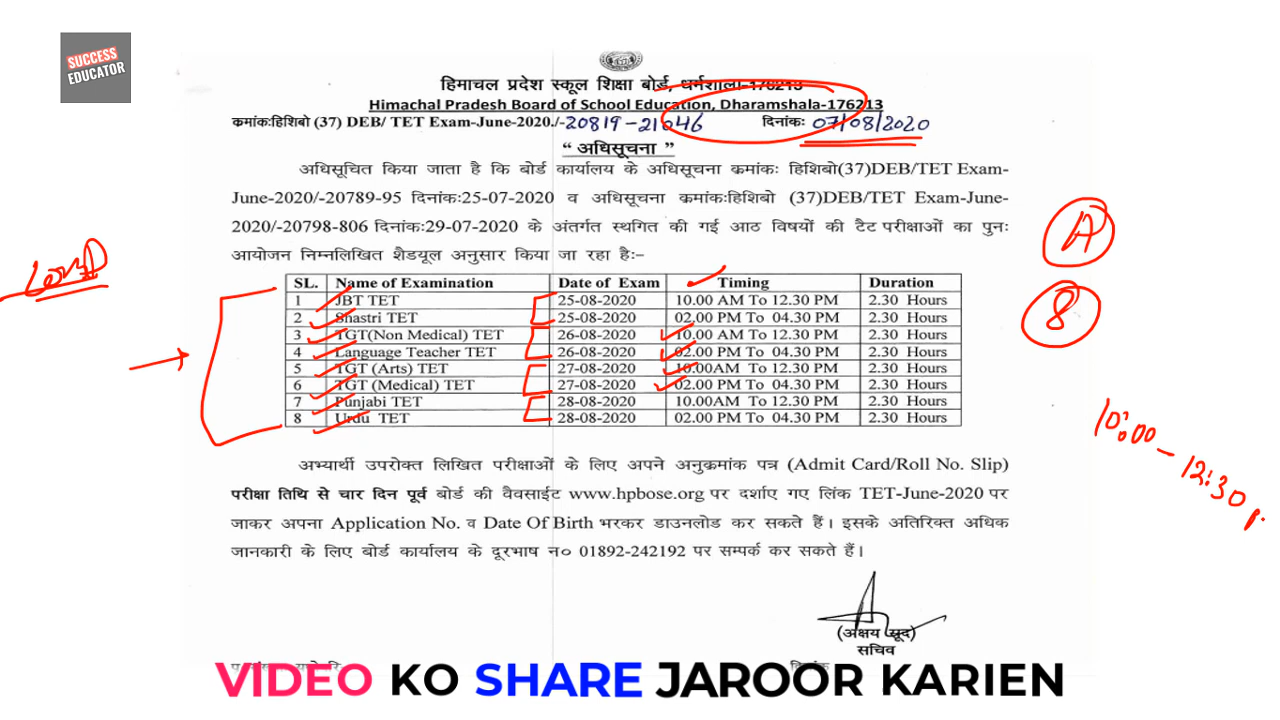 SUCCESS
EDUCATOR
हिमाचल प्रदेश स्कूल शिक्षा बोर्ड, धर्मशाला-176213
Himachal Pradesh Board of School Education, Dharamshala-176213
क्रमांकःहिशिबो (37) DEB/ TET Exam-June-2020./-20819-21046 दिनांकः 07/08/2020
“ अधिसूचना ”
अधिसूचित किया जाता है कि बोर्ड कार्यालय के अधिसूचना क्रमांकः हिशिबो(37)DEB/TET Exam-
June-2020/-20789-95 दिनांकः25-07-2020 व अधिसूचना क्रमांकःहिशिबो (37)DEB/TET Exam-June-
2020/-20798-806 दिनांकः29-07-2020 के अंतर्गत स्थगित की गई आठ विषयों की टैट परीक्षाओं का पुनः
आयोजन निम्नलिखित शैडयूल अनुसार किया जा रहा हैः–
SL. Name of Examination Date of Exam Timing Duration
1 JBT TET 25-08-2020 10.00 AM To 12.30 PM 2.30 Hours
2 Shastri TET 25-08-2020 02.00 PM To 04.30 PM 2.30 Hours
3 TGT(Non Medical) TET 26-08-2020 10.00 AM To 12.30 PM 2.30 Hours
4 Language Teacher TET 26-08-2020 02.00 PM To 04.30 PM 2.30 Hours
5 TGT (Arts) TET 27-08-2020 10.00AM To 12.30 PM 2.30 Hours
6 TGT (Medical) TET 27-08-2020 02.00 PM To 04.30 PM 2.30 Hours
7 Punjabi TET 28-08-2020 10.00AM To 12.30 PM 2.30 Hours
8 Urdu TET 28-08-2020 02.00 PM To 04.30 PM 2.30 Hours
A
8
10:00 - 12:30 p.
अभ्यार्थी उपरोक्त लिखित परीक्षाओं के लिए अपने अनुक्रमांक पत्र (Admit Card/Roll No. Slip)
परीक्षा तिथि से चार दिन पूर्व बोर्ड की वैवसाईट www.hpbose.org पर दर्शाए गए लिंक TET-June-2020 पर
जाकर अपना Application No. व Date Of Birth भरकर डाउनलोड कर सकते हैं। इसके अतिरिक्त अधिक
जानकारी के लिए बोर्ड कार्यालय के दूरभाष न० 01892-242192 पर सम्पर्क कर सकते हैं।
(अक्षय सूद)
सचिव
VIDEO KO SHARE JAROOR KARIEN